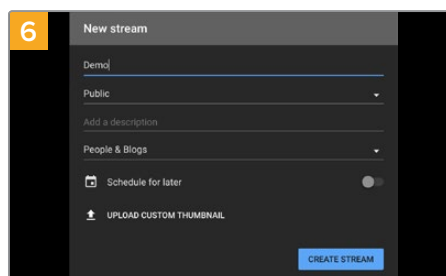 6
New stream
Demo
Public
Add a description
People & Blogs
Schedule for later
UPLOAD CUSTOM THUMBNAIL
CREATE STREAM